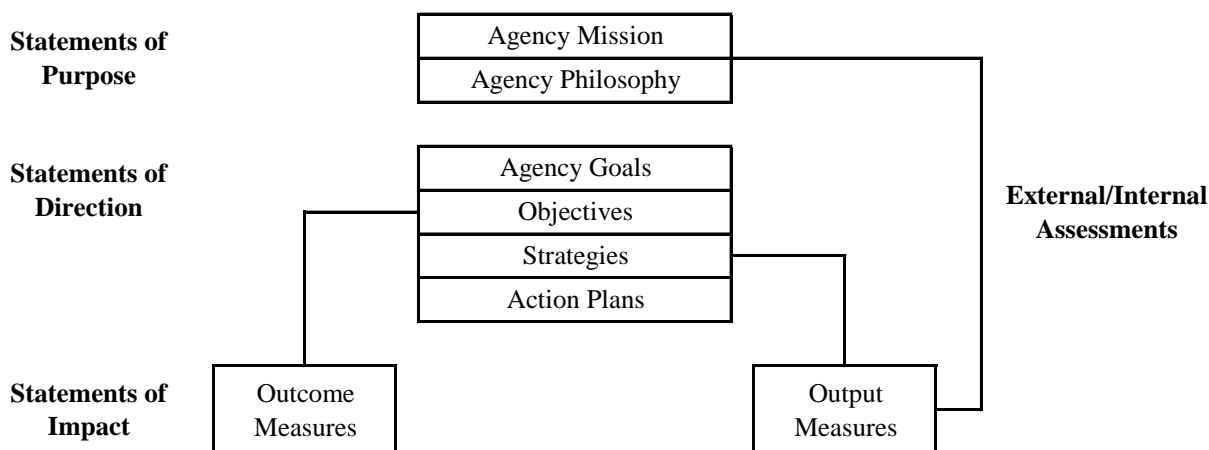 Statements of
Purpose
Agency Mission
Agency Philosophy
Statements of
Direction
Agency Goals
Objectives
Strategies
Action Plans
External/Internal
Assessments
Statements of
Impact
Outcome
Measures
Output
Measures